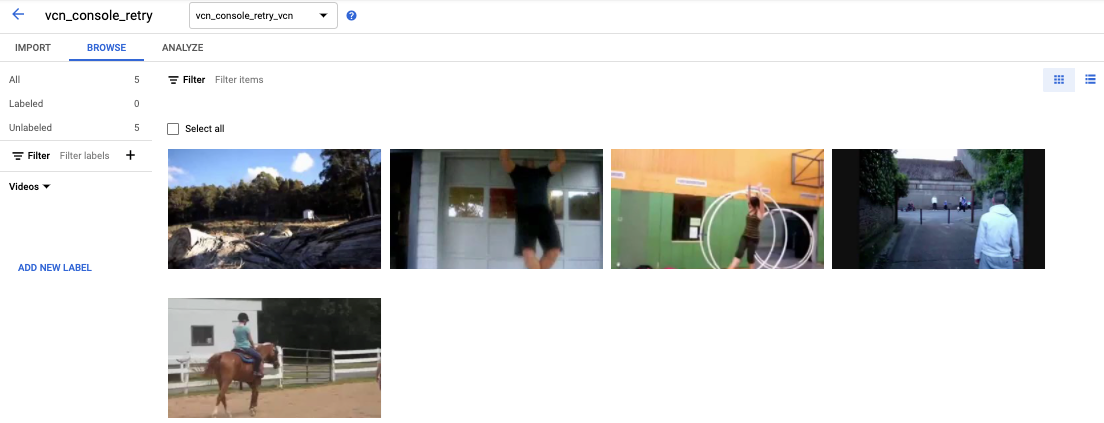 vcn_console_retry
vcn_console_retry_vcn
IMPORT BROWSE ANALYZE
All 5
Labeled 0
Unlabeled 5
Filter Filter items
Select all
Filter Filter labels
Videos
ADD NEW LABEL